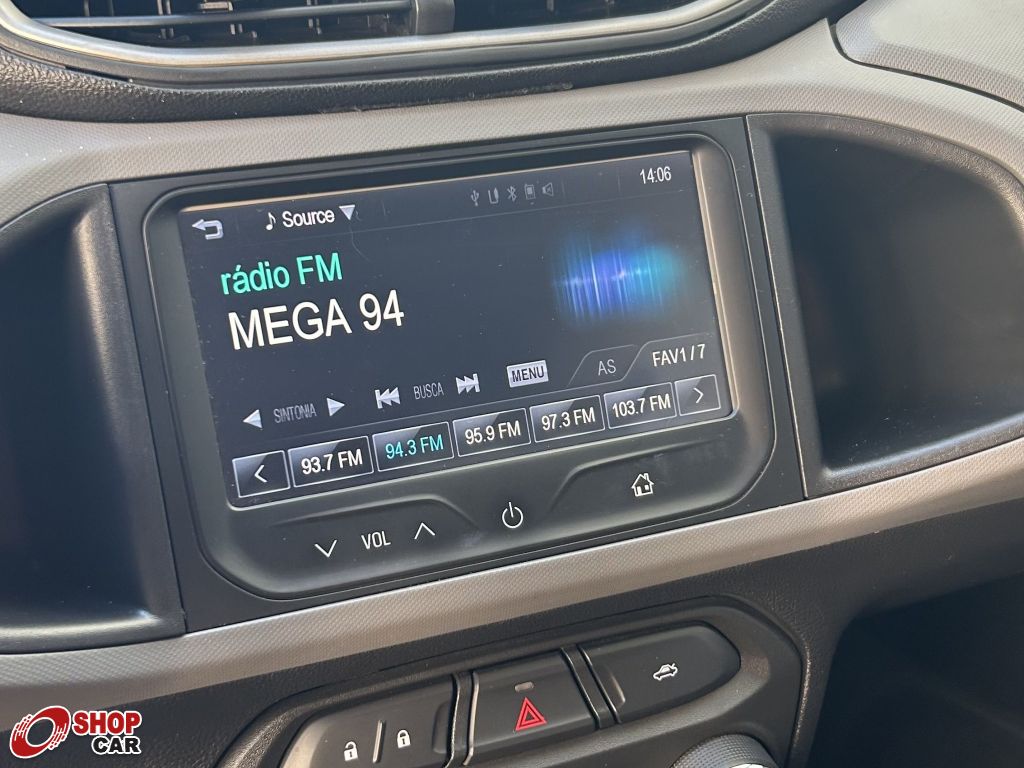 Source
14:06
rádio FM
MEGA 94
SINTONIA
BUSCA
MENU
AS
FAV1/7
93.7 FM
94.3 FM
95.9 FM
97.3 FM
103.7 FM
VOL
SHOP
CAR